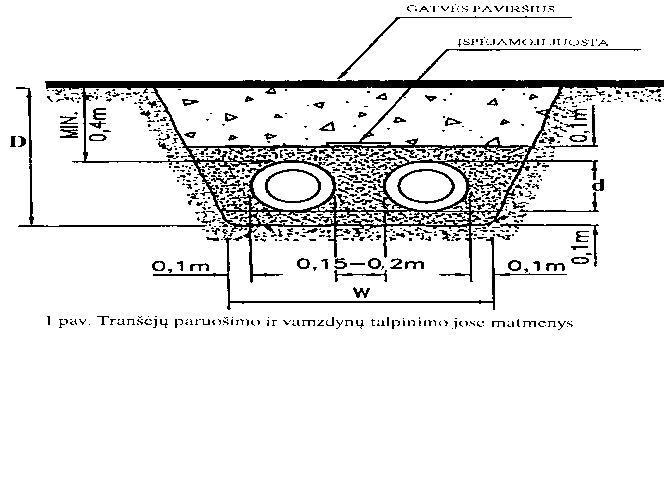 GATVĖS PAVIRŠIUS
ĮSPĖJAMOJI JUOSTA
D
MIN.
0,4m
0,1m
d
0,1m
0,1m
0,15-0,2m
0,1m
W
1 pav. Tranšėjų paruošimo ir vamzdynų talpinimo jose matmenys